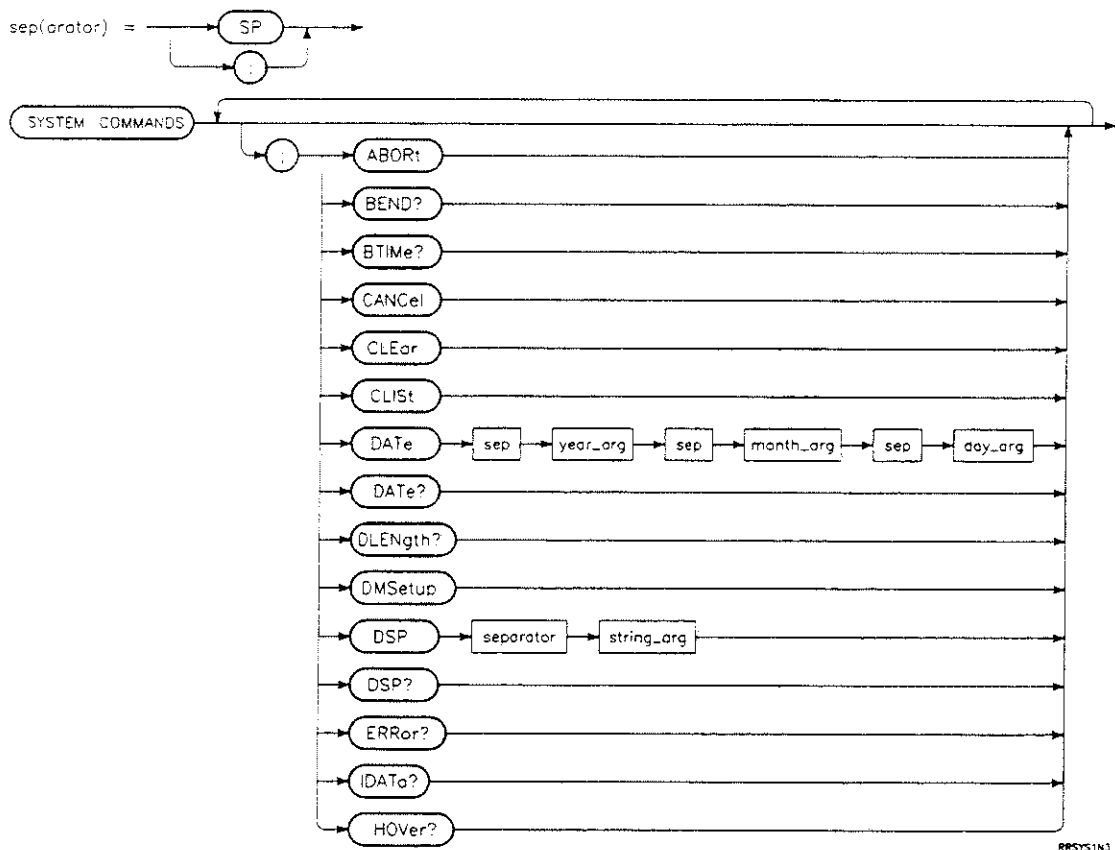 sep(arator) =
SP
:
SYSTEM COMMANDS
:
ABORt
BEND?
BTIMe?
CANCel
CLEar
CLISt
DATe sep year_arg sep month_arg sep day_arg
DATe?
DLENgth?
DMSetup
DSP separator string_arg
DSP?
ERRor?
IDATa?
HOVer?
RRSYS1N3